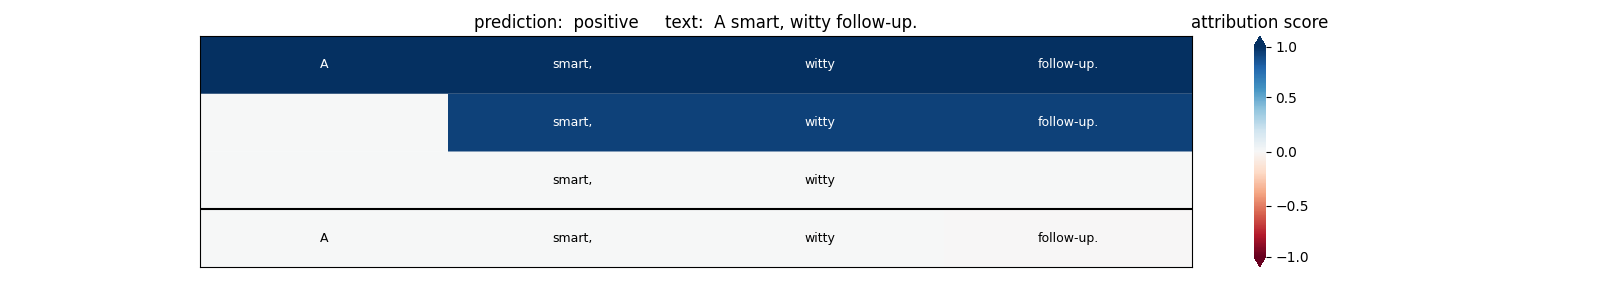 prediction:  positive     text:  A smart, witty follow-up.
attribution score
A smart, witty follow-up.
smart, witty follow-up.
smart, witty
A smart, witty follow-up.
1.0
0.5
0.0
−0.5
−1.0